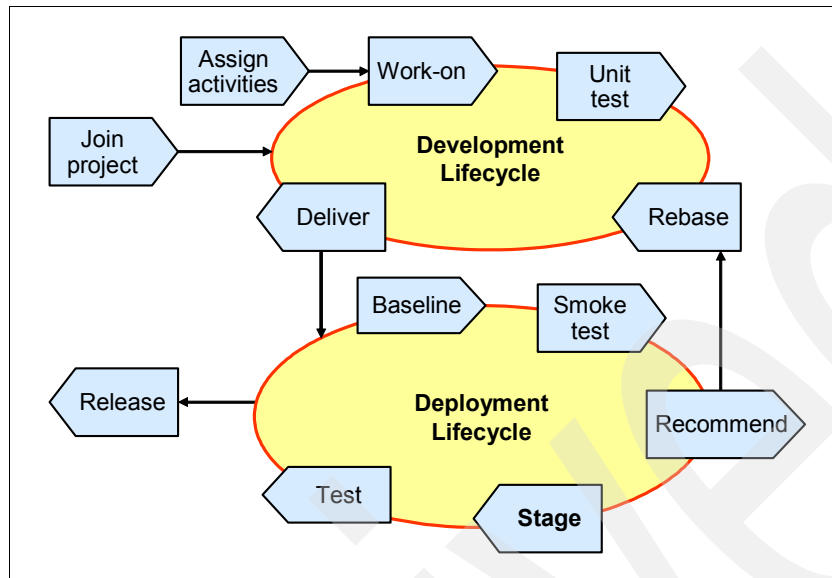 Assign
activities
Work-on
Unit
test
Join
project
Development
Lifecycle
Deliver
Rebase
Baseline
Smoke
test
Release
Deployment
Lifecycle
Recommend
Test
Stage